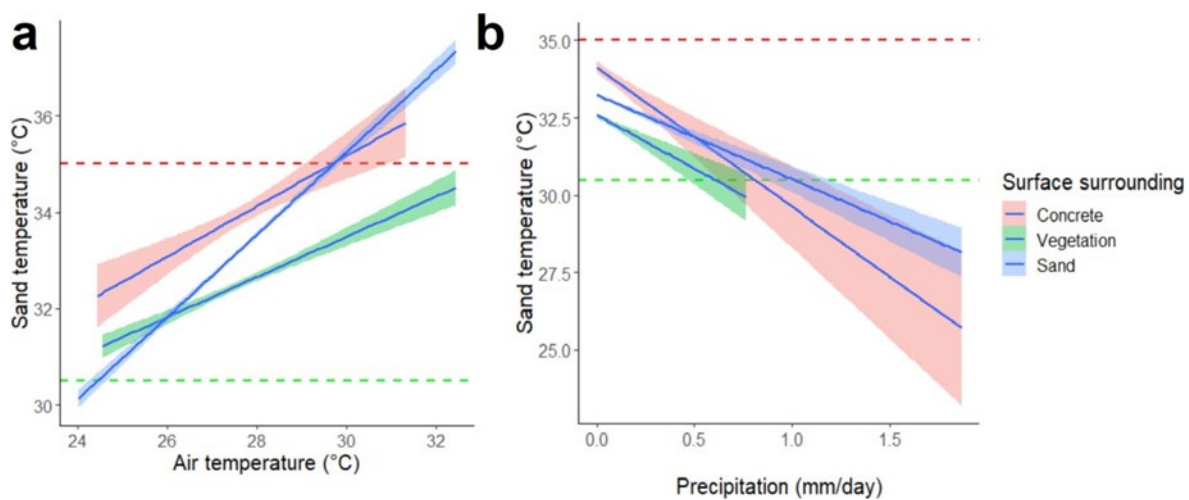 a
Sand temperature (°C)
36
34
32
30
24 26 28 30 32
Air temperature (°C)
b
Sand temperature (°C)
35.0
32.5
30.0
27.5
25.0
0.0 0.5 1.0 1.5
Precipitation (mm/day)
Surface surrounding
Concrete
Vegetation
Sand